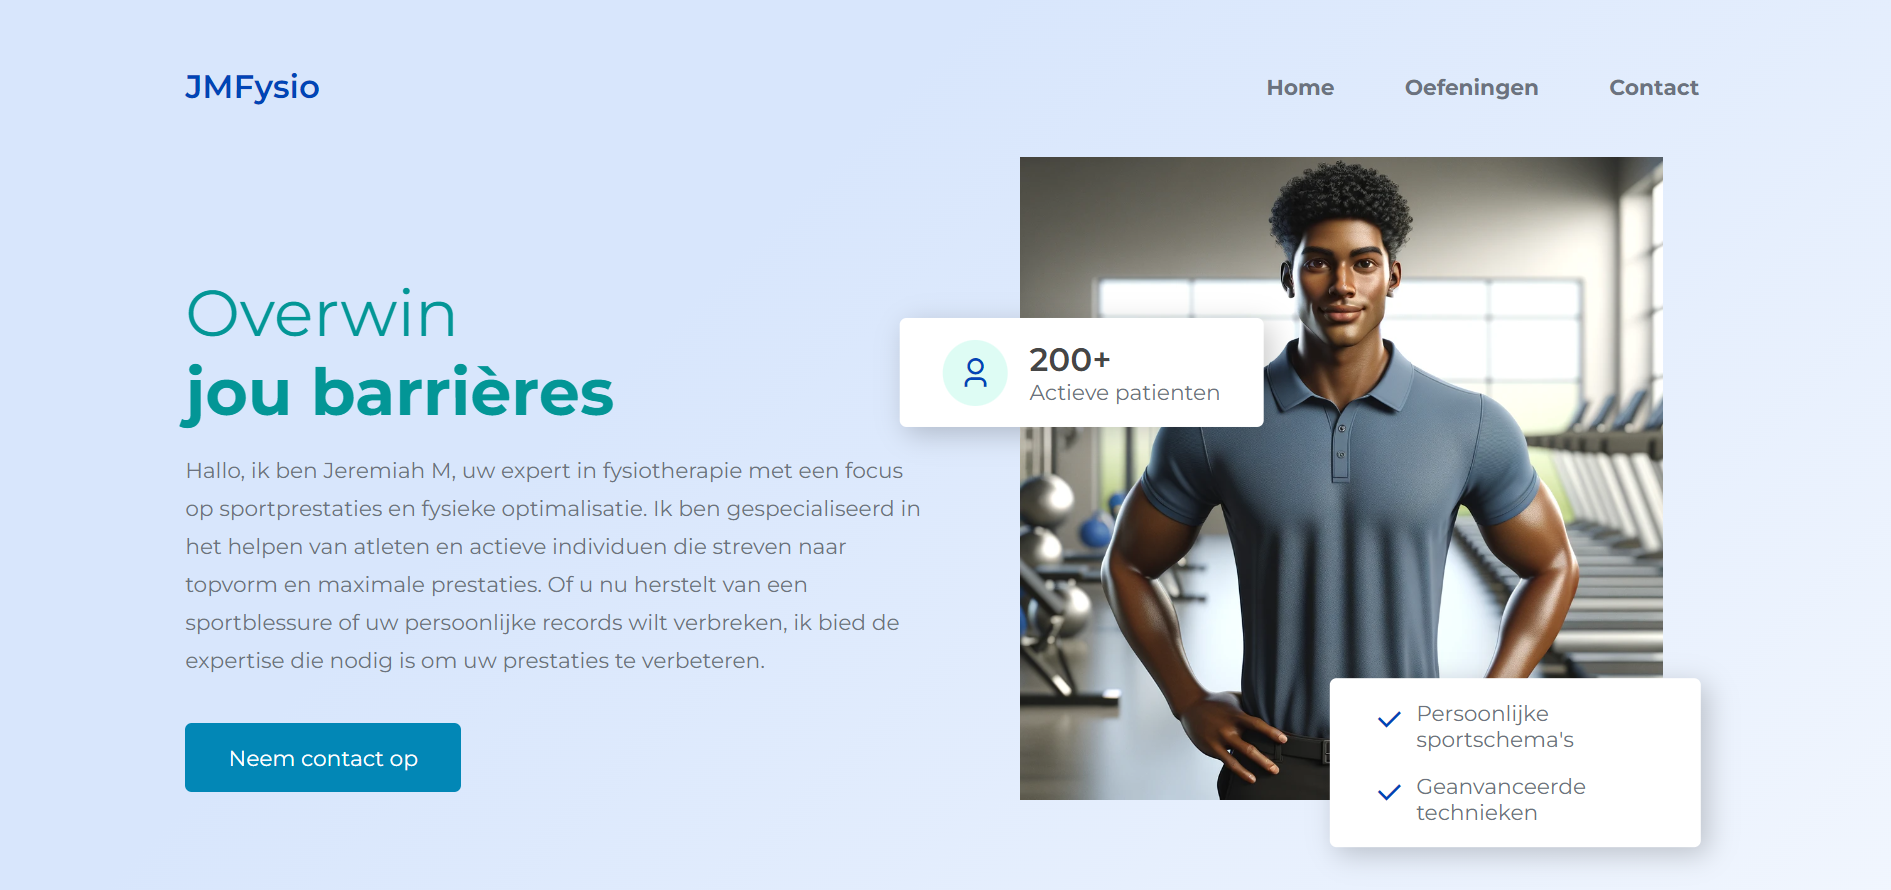 JMFysio
Home
Oefeningen
Contact
Overwin
jou barrières
Hallo, ik ben Jeremiah M, uw expert in fysiotherapie met een focus
op sportprestaties en fysieke optimalisatie. Ik ben gespecialiseerd in
het helpen van atleten en actieve individuen die streven naar
topvorm en maximale prestaties. Of u nu herstelt van een
sportblessure of uw persoonlijke records wilt verbreken, ik bied de
expertise die nodig is om uw prestaties te verbeteren.
Neem contact op
200+
Actieve patienten
Persoonlijke
sportschema's
Geanvanceerde
technieken